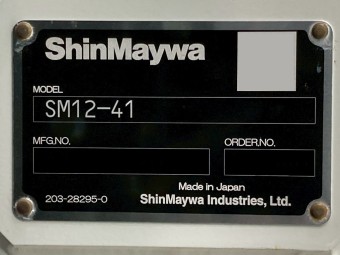 ShinMaywa
MODEL
SM12-41
MFG.NO.
ORDER.NO.
Made in Japan
203-28295-0
ShinMaywa Industries, Ltd.